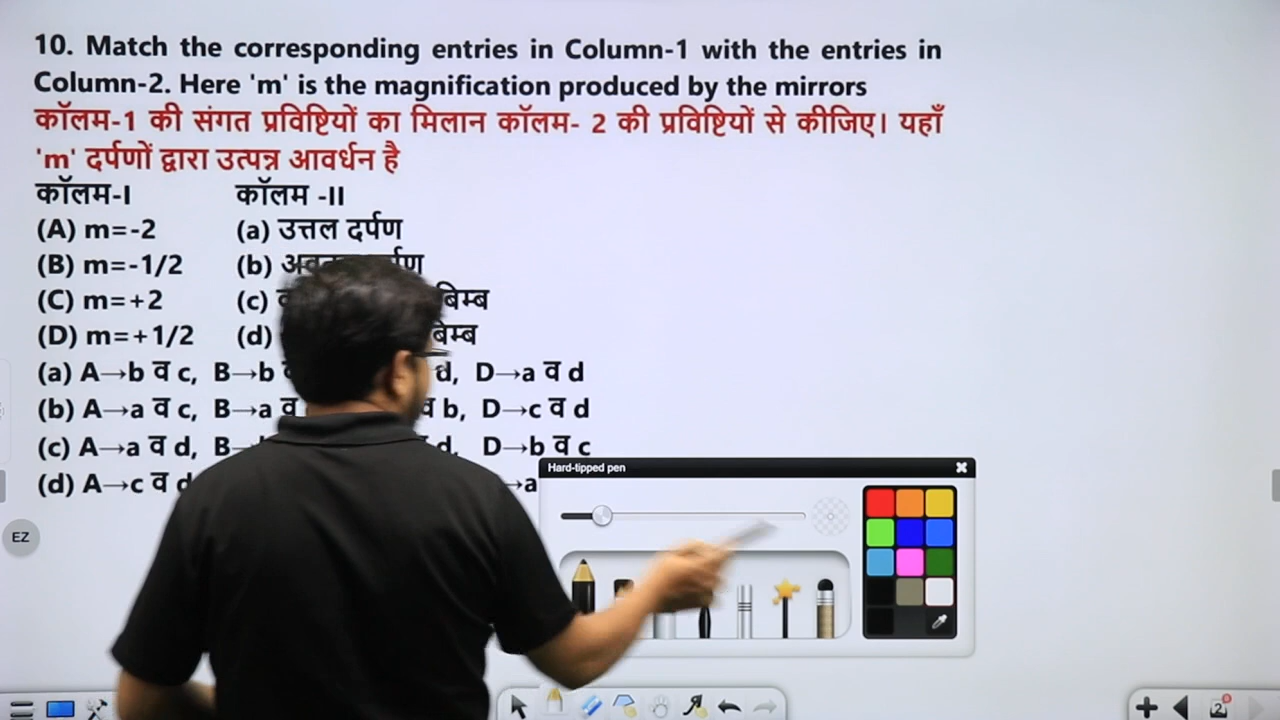 10. Match the corresponding entries in Column-1 with the entries in
Column-2. Here 'm' is the magnification produced by the mirrors
कॉलम-1 की संगत प्रविष्टियों का मिलान कॉलम- 2 की प्रविष्टियों से कीजिए। यहाँ
'm' दर्पणों द्वारा उत्पन्न आवर्धन है
कॉलम-I कॉलम -II
(A) m=-2 (a) उत्तल दर्पण
(B) m=-1/2 (b)
(C) m=+2 (c) बिम्ब
(D) m=+1/2 (d) बिम्ब
(a) A→b व c, B→b d, D→a व d
(b) A→a व c, B→a व व b, D→c व d
(c) A→a व d, B→ d, D→b व c
(d) A→c व d →a
Hard-tipped pen
EZ
2